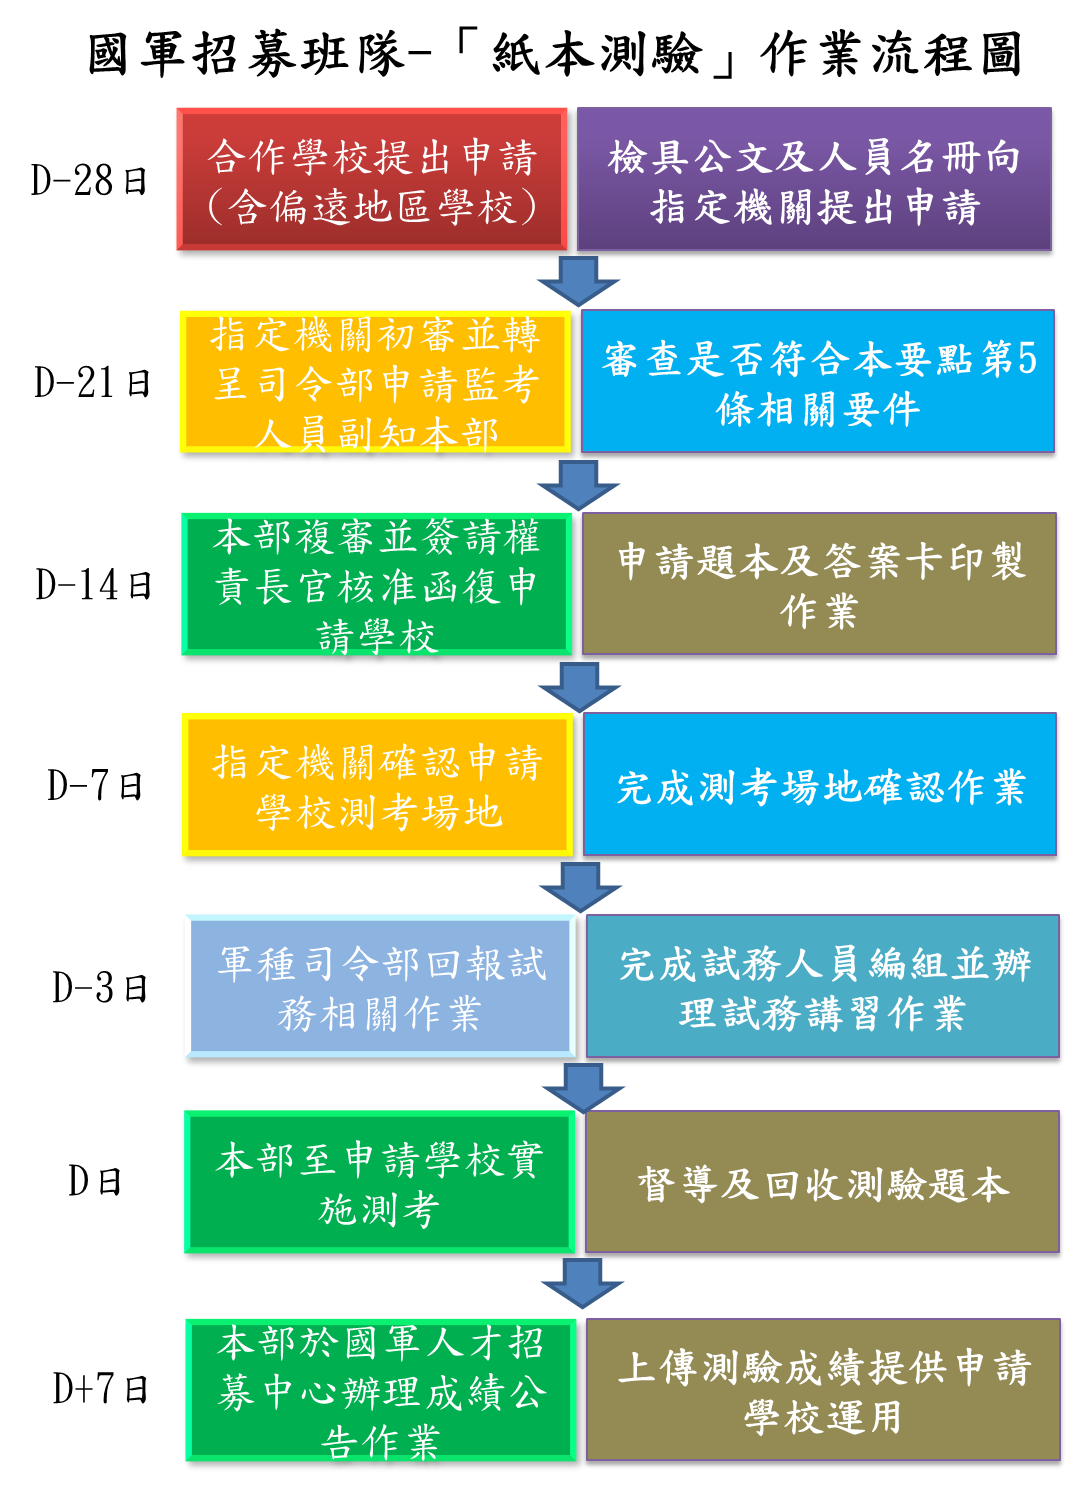 國軍招募班隊-「紙本測驗」作業流程圖
D-28日
合作學校提出申請
(含偏遠地區學校)
檢具公文及人員名冊向
指定機關提出申請
D-21日
指定機關初審並轉
呈司令部申請監考
人員副知本部
審查是否符合本要點第5
條相關要件
D-14日
本部複審並簽請權
責長官核准函復申
請學校
申請題本及答案卡印製
作業
D-7日
指定機關確認申請
學校測考場地
完成測考場地確認作業
D-3日
軍種司令部回報試
務相關作業
完成試務人員編組並辦
理試務講習作業
D日
本部至申請學校實
施測考
督導及回收測驗題本
D+7日
本部於國軍人才招
募中心辦理成績公
告作業
上傳測驗成績提供申請
學校運用